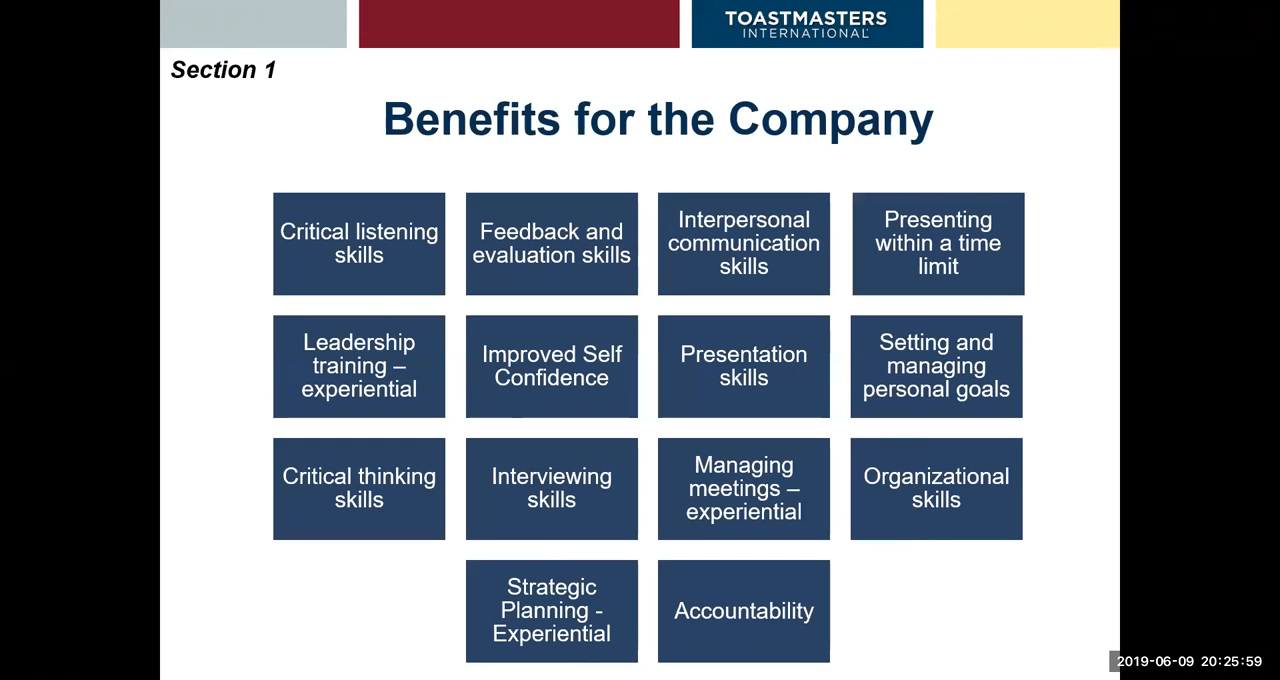 TOASTMASTERS
INTERNATIONAL
Section 1
Benefits for the Company
Critical listening
skills
Feedback and
evaluation skills
Interpersonal
communication
skills
Presenting
within a time
limit
Leadership
training –
experiential
Improved Self
Confidence
Presentation
skills
Setting and
managing
personal goals
Critical thinking
skills
Interviewing
skills
Managing
meetings –
experiential
Organizational
skills
Strategic
Planning -
Experiential
Accountability
2019-06-09 20:25:59